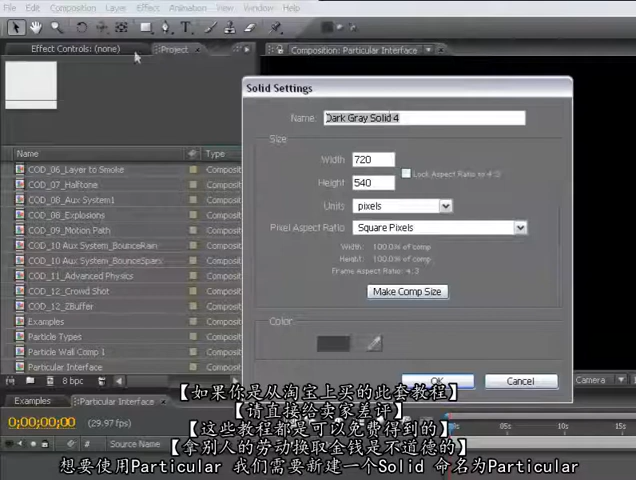 File Edit Composition Layer Effect Animation View Window Help
Effect Controls: (none) Project
Composition: Particular Interface
Solid Settings
Name: Dark Gray Solid 4
Size
Width 720
Lock Aspect Ratio to 4:3
Height 540
Units pixels
Pixel Aspect Ratio Square Pixels
Width: 100.0% of comp
Height: 100.0% of comp
Frame Aspect Ratio: 4:3
Make Comp Size
Color
OK Cancel
Name Type
COD_06_Layer to Smoke Composit
COD_07_Halftone Composit
COD_08_Aux System1 Composit
COD_08_Explosions Composit
COD_09_Motion Path Composit
COD_10 Aux System_BounceRain Composit
COD_10 Aux System_BounceSpan Composit
COD_11_Advanced Physics Composit
COD_12_Crowd Shot Composit
COD_12_ZBuffer Composit
Examples Composit
Particle Types Composit
Particle Wall Comp 1 Composit
Particular Interface Composit
8 bpc
Camera
Examples Particular Interface
0;00;00;00 (29.97 fps)
# Source Name
【如果你是从淘宝上买的此套教程】
【请直接给卖家差评】
【这些教程都是可以免费得到的】
【拿别人的劳动换取金钱是不道德的】
想要使用Particular 我们需要新建一个Solid 命名为Particular